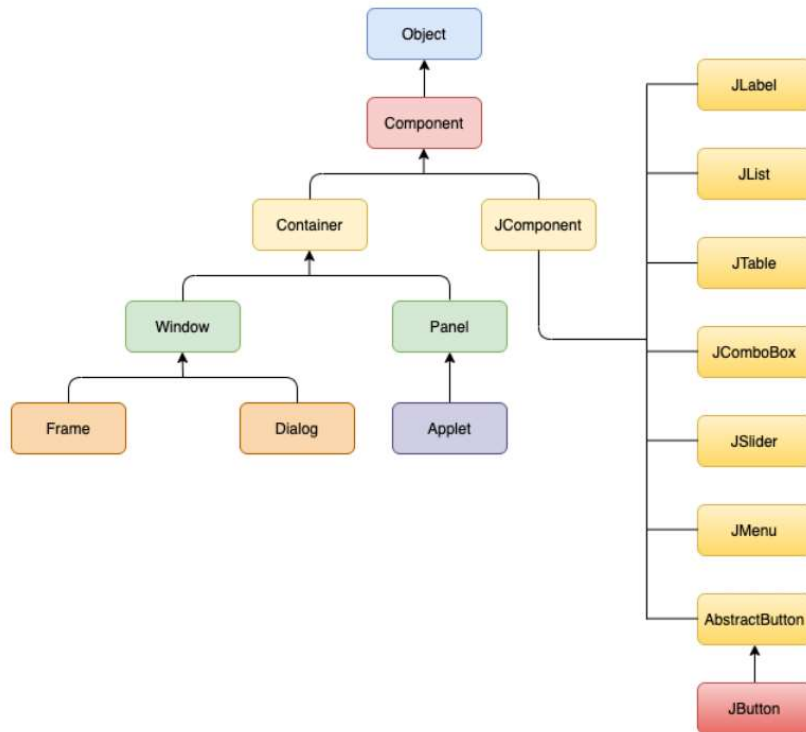 Object
Component
Container
JComponent
Window
Panel
Frame
Dialog
Applet
JLabel
JList
JTable
JComboBox
JSlider
JMenu
AbstractButton
JButton